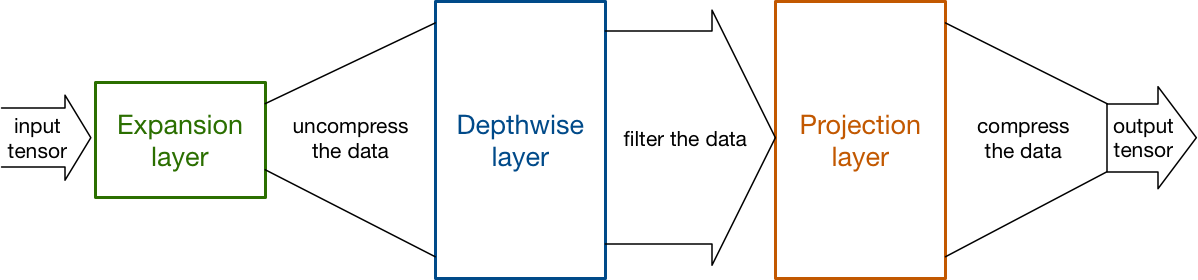 input
tensor
Expansion
layer
uncompress
the data
Depthwise
layer
filter the data
Projection
layer
compress
the data
output
tensor